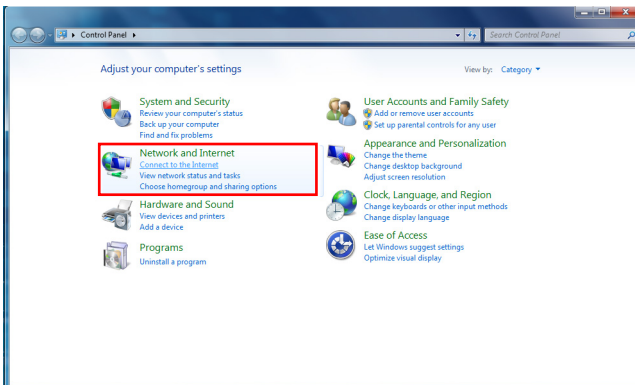 Control Panel
Search Control Panel
Adjust your computer's settings
View by: Category
System and Security
Review your computer's status
Back up your computer
Find and fix problems
Network and Internet
Connect to the Internet
View network status and tasks
Choose homegroup and sharing options
Hardware and Sound
View devices and printers
Add a device
Programs
Uninstall a program
User Accounts and Family Safety
Add or remove user accounts
Set up parental controls for any user
Appearance and Personalization
Change the theme
Change desktop background
Adjust screen resolution
Clock, Language, and Region
Change keyboards or other input methods
Change display language
Ease of Access
Let Windows suggest settings
Optimize visual display